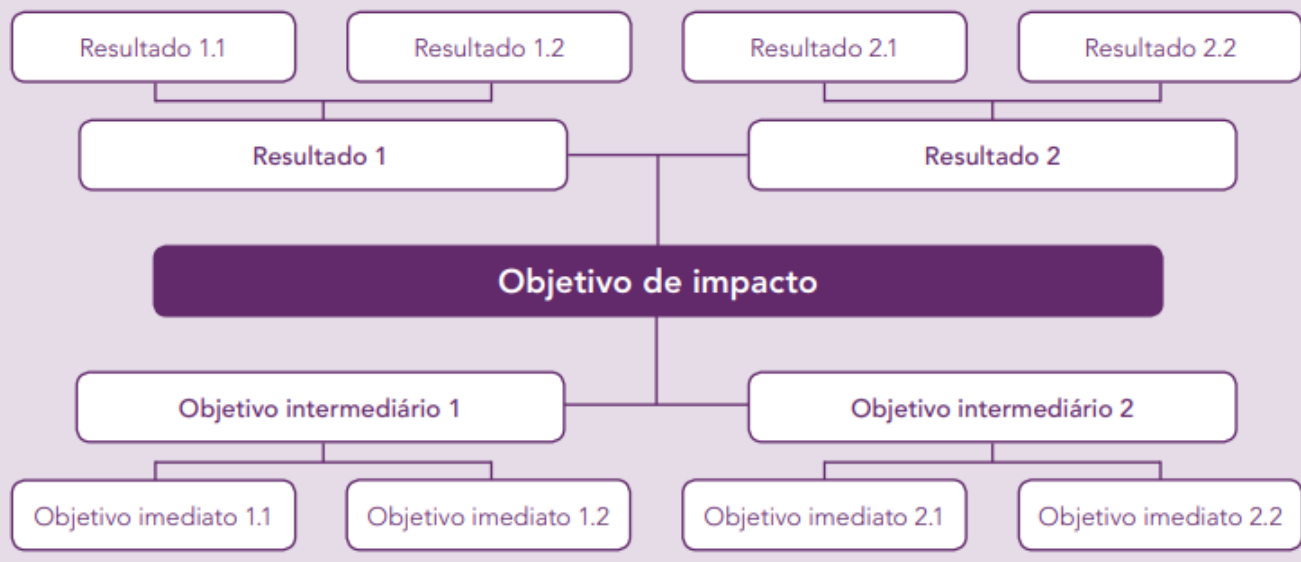 Resultado 1.1
Resultado 1.2
Resultado 2.1
Resultado 2.2
Resultado 1
Resultado 2
Objetivo de impacto
Objetivo intermediário 1
Objetivo intermediário 2
Objetivo imediato 1.1
Objetivo imediato 1.2
Objetivo imediato 2.1
Objetivo imediato 2.2